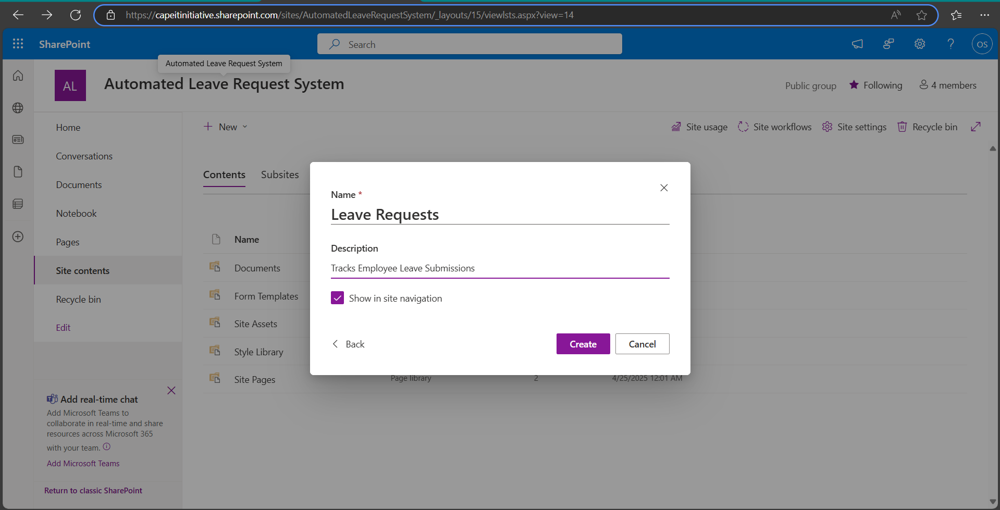 https://capeitinitiative.sharepoint.com/sites/AutomatedLeaveRequestSystem/_layouts/15/viewlsts.aspx?view=14
SharePoint
Search
OS
Automated Leave Request System
AL
Automated Leave Request System
Public group
Following
4 members
Home
Conversations
Documents
Notebook
Pages
Site contents
Recycle bin
Edit
New
Site usage
Site workflows
Site settings
Recycle bin
Contents
Subsites
Name
Documents
Form Templates
Site Assets
Style Library
Site Pages
Page library
2
4/25/2025 12:01 AM
Name *
Leave Requests
Description
Tracks Employee Leave Submissions
Show in site navigation
Back
Create
Cancel
Add real-time chat
Add Microsoft Teams to
collaborate in real-time and share
resources across Microsoft 365
with your team.
Add Microsoft Teams
Return to classic SharePoint